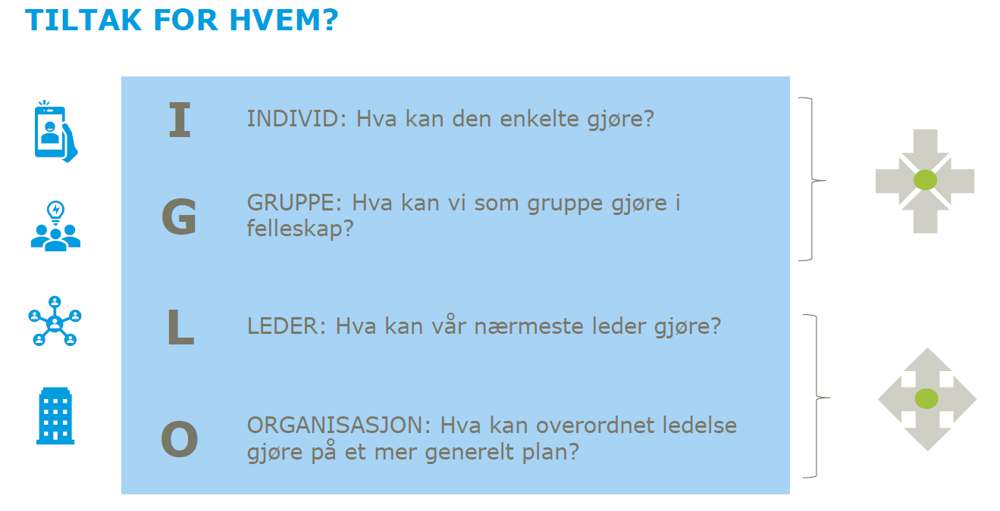 TILTAK FOR HVEM?
I
INDIVID: Hva kan den enkelte gjøre?
G
GRUPPE: Hva kan vi som gruppe gjøre i
felleskap?
L
LEDER: Hva kan vår nærmeste leder gjøre?
O
ORGANISASJON: Hva kan overordnet ledelse
gjøre på et mer generelt plan?